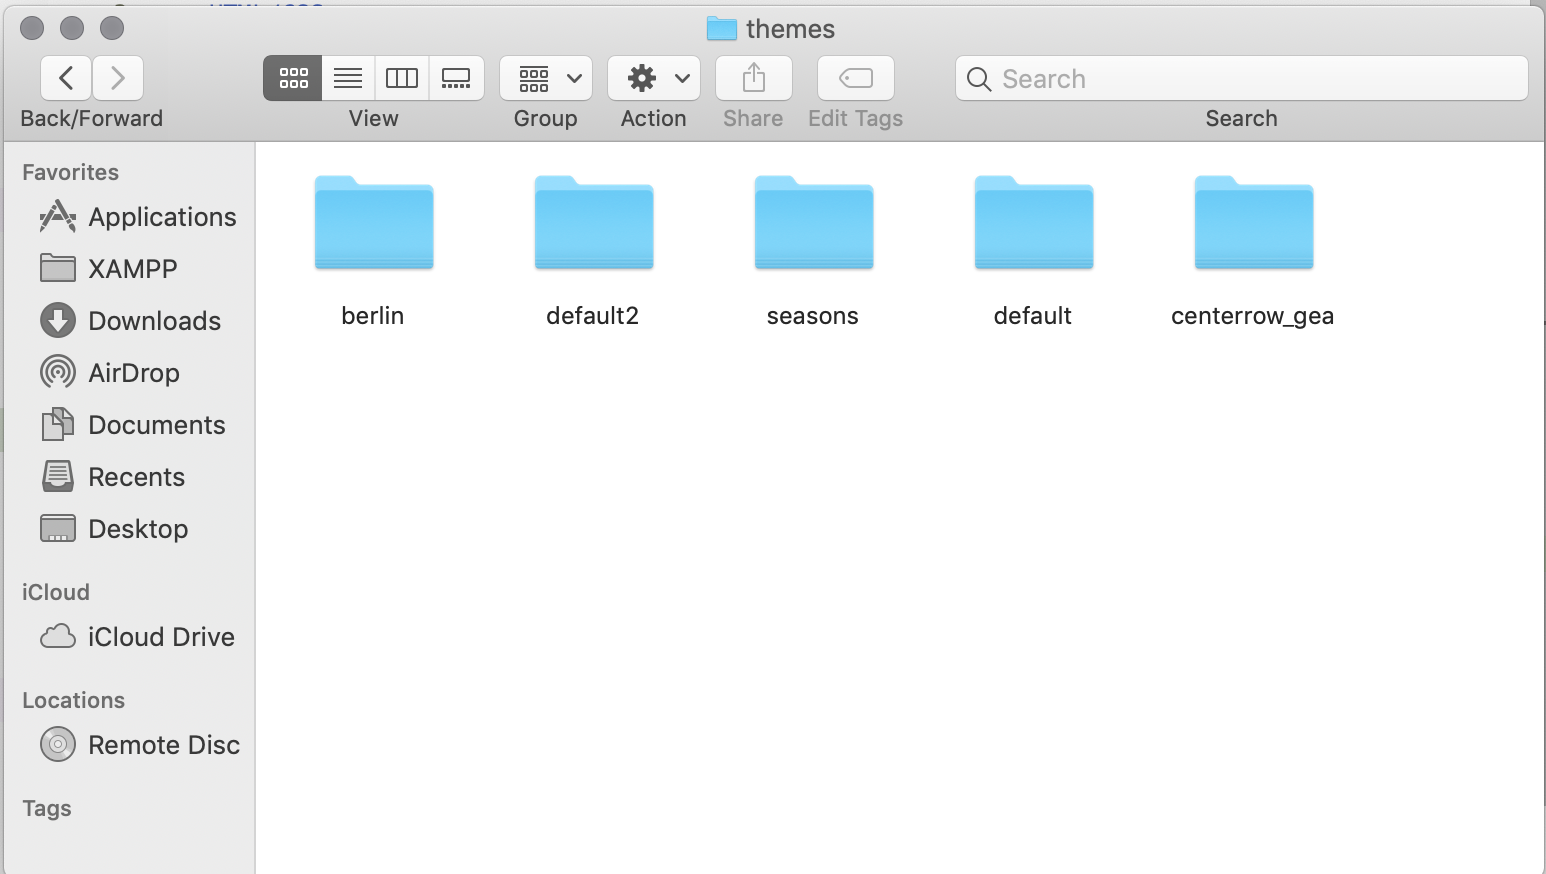 themes
Search
Back/Forward
View
Group
Action
Share
Edit Tags
Search
Favorites
Applications
XAMPP
Downloads
AirDrop
Documents
Recents
Desktop
iCloud
iCloud Drive
Locations
Remote Disc
Tags
berlin
default2
seasons
default
centerrow_gea